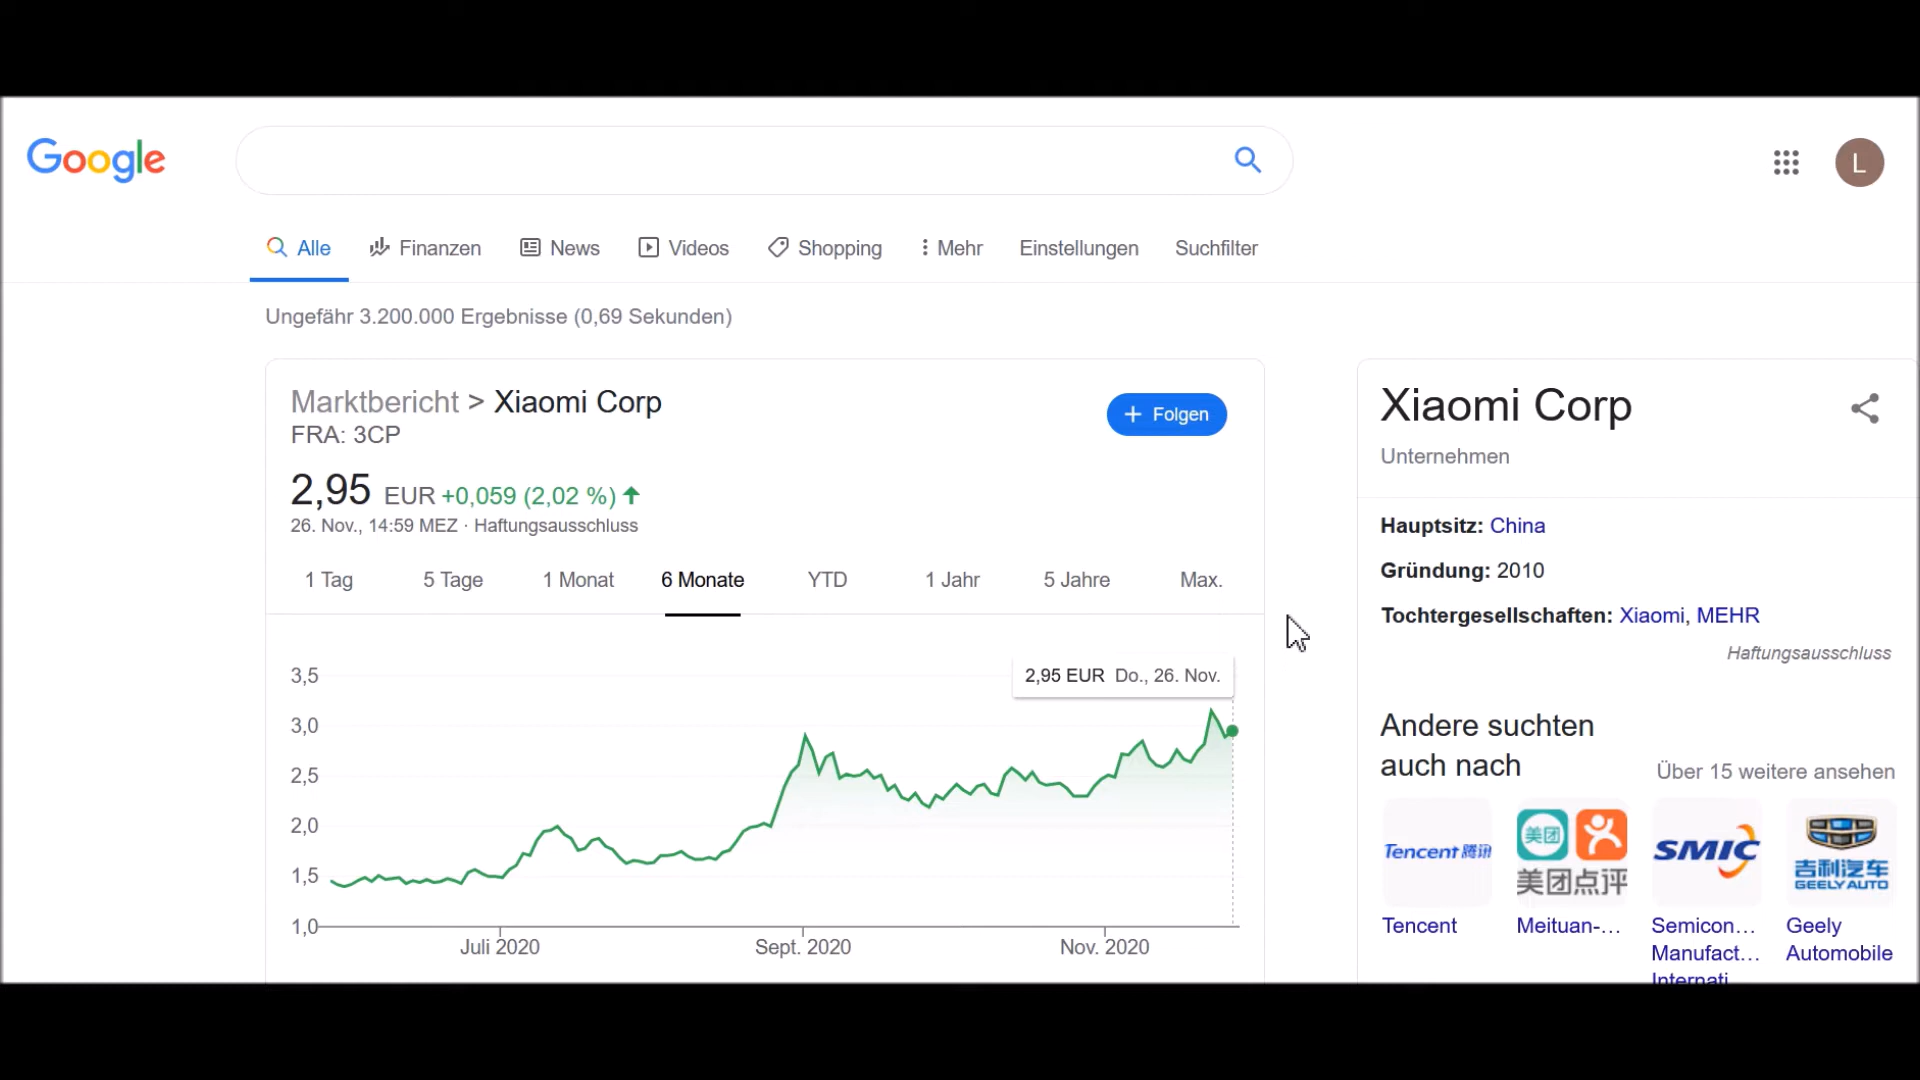 Google
L
Alle
Finanzen
News
Videos
Shopping
Mehr
Einstellungen
Suchfilter
Ungefähr 3.200.000 Ergebnisse (0,69 Sekunden)
Marktbericht > Xiaomi Corp
FRA: 3CP
+ Folgen
2,95 EUR +0,059 (2,02 %)
26. Nov., 14:59 MEZ · Haftungsausschluss
1 Tag
5 Tage
1 Monat
6 Monate
YTD
1 Jahr
5 Jahre
Max.
2,95 EUR Do., 26. Nov.
3,5
3,0
2,5
2,0
1,5
1,0
Juli 2020
Sept. 2020
Nov. 2020
Xiaomi Corp
Unternehmen
Hauptsitz: China
Gründung: 2010
Tochtergesellschaften: Xiaomi, MEHR
Haftungsausschluss
Andere suchten
auch nach
Über 15 weitere ansehen
Tencent 腾讯
美团
美团点评
SMIC
吉利汽车
GEELY AUTO
Tencent
Meituan-...
Semicon...
Manufact...
Internati
Geely
Automobile